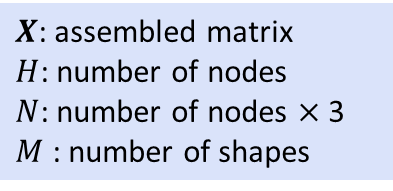 X: assembled matrix
H: number of nodes
N: number of nodes × 3
M : number of shapes